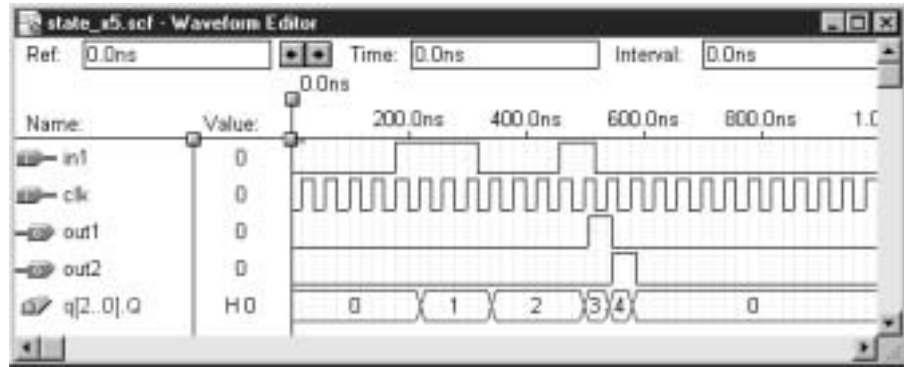 state_x5.scf - Waveform Editor
Ref: 0.0ns Time: 0.0ns Interval: 0.0ns
0.0ns
Name: Value: 200.0ns 400.0ns 600.0ns 800.0ns 1.0
in1 0
clk 0
out1 0
out2 0
q[2..0].Q H 0 0 1 2 3 4 0